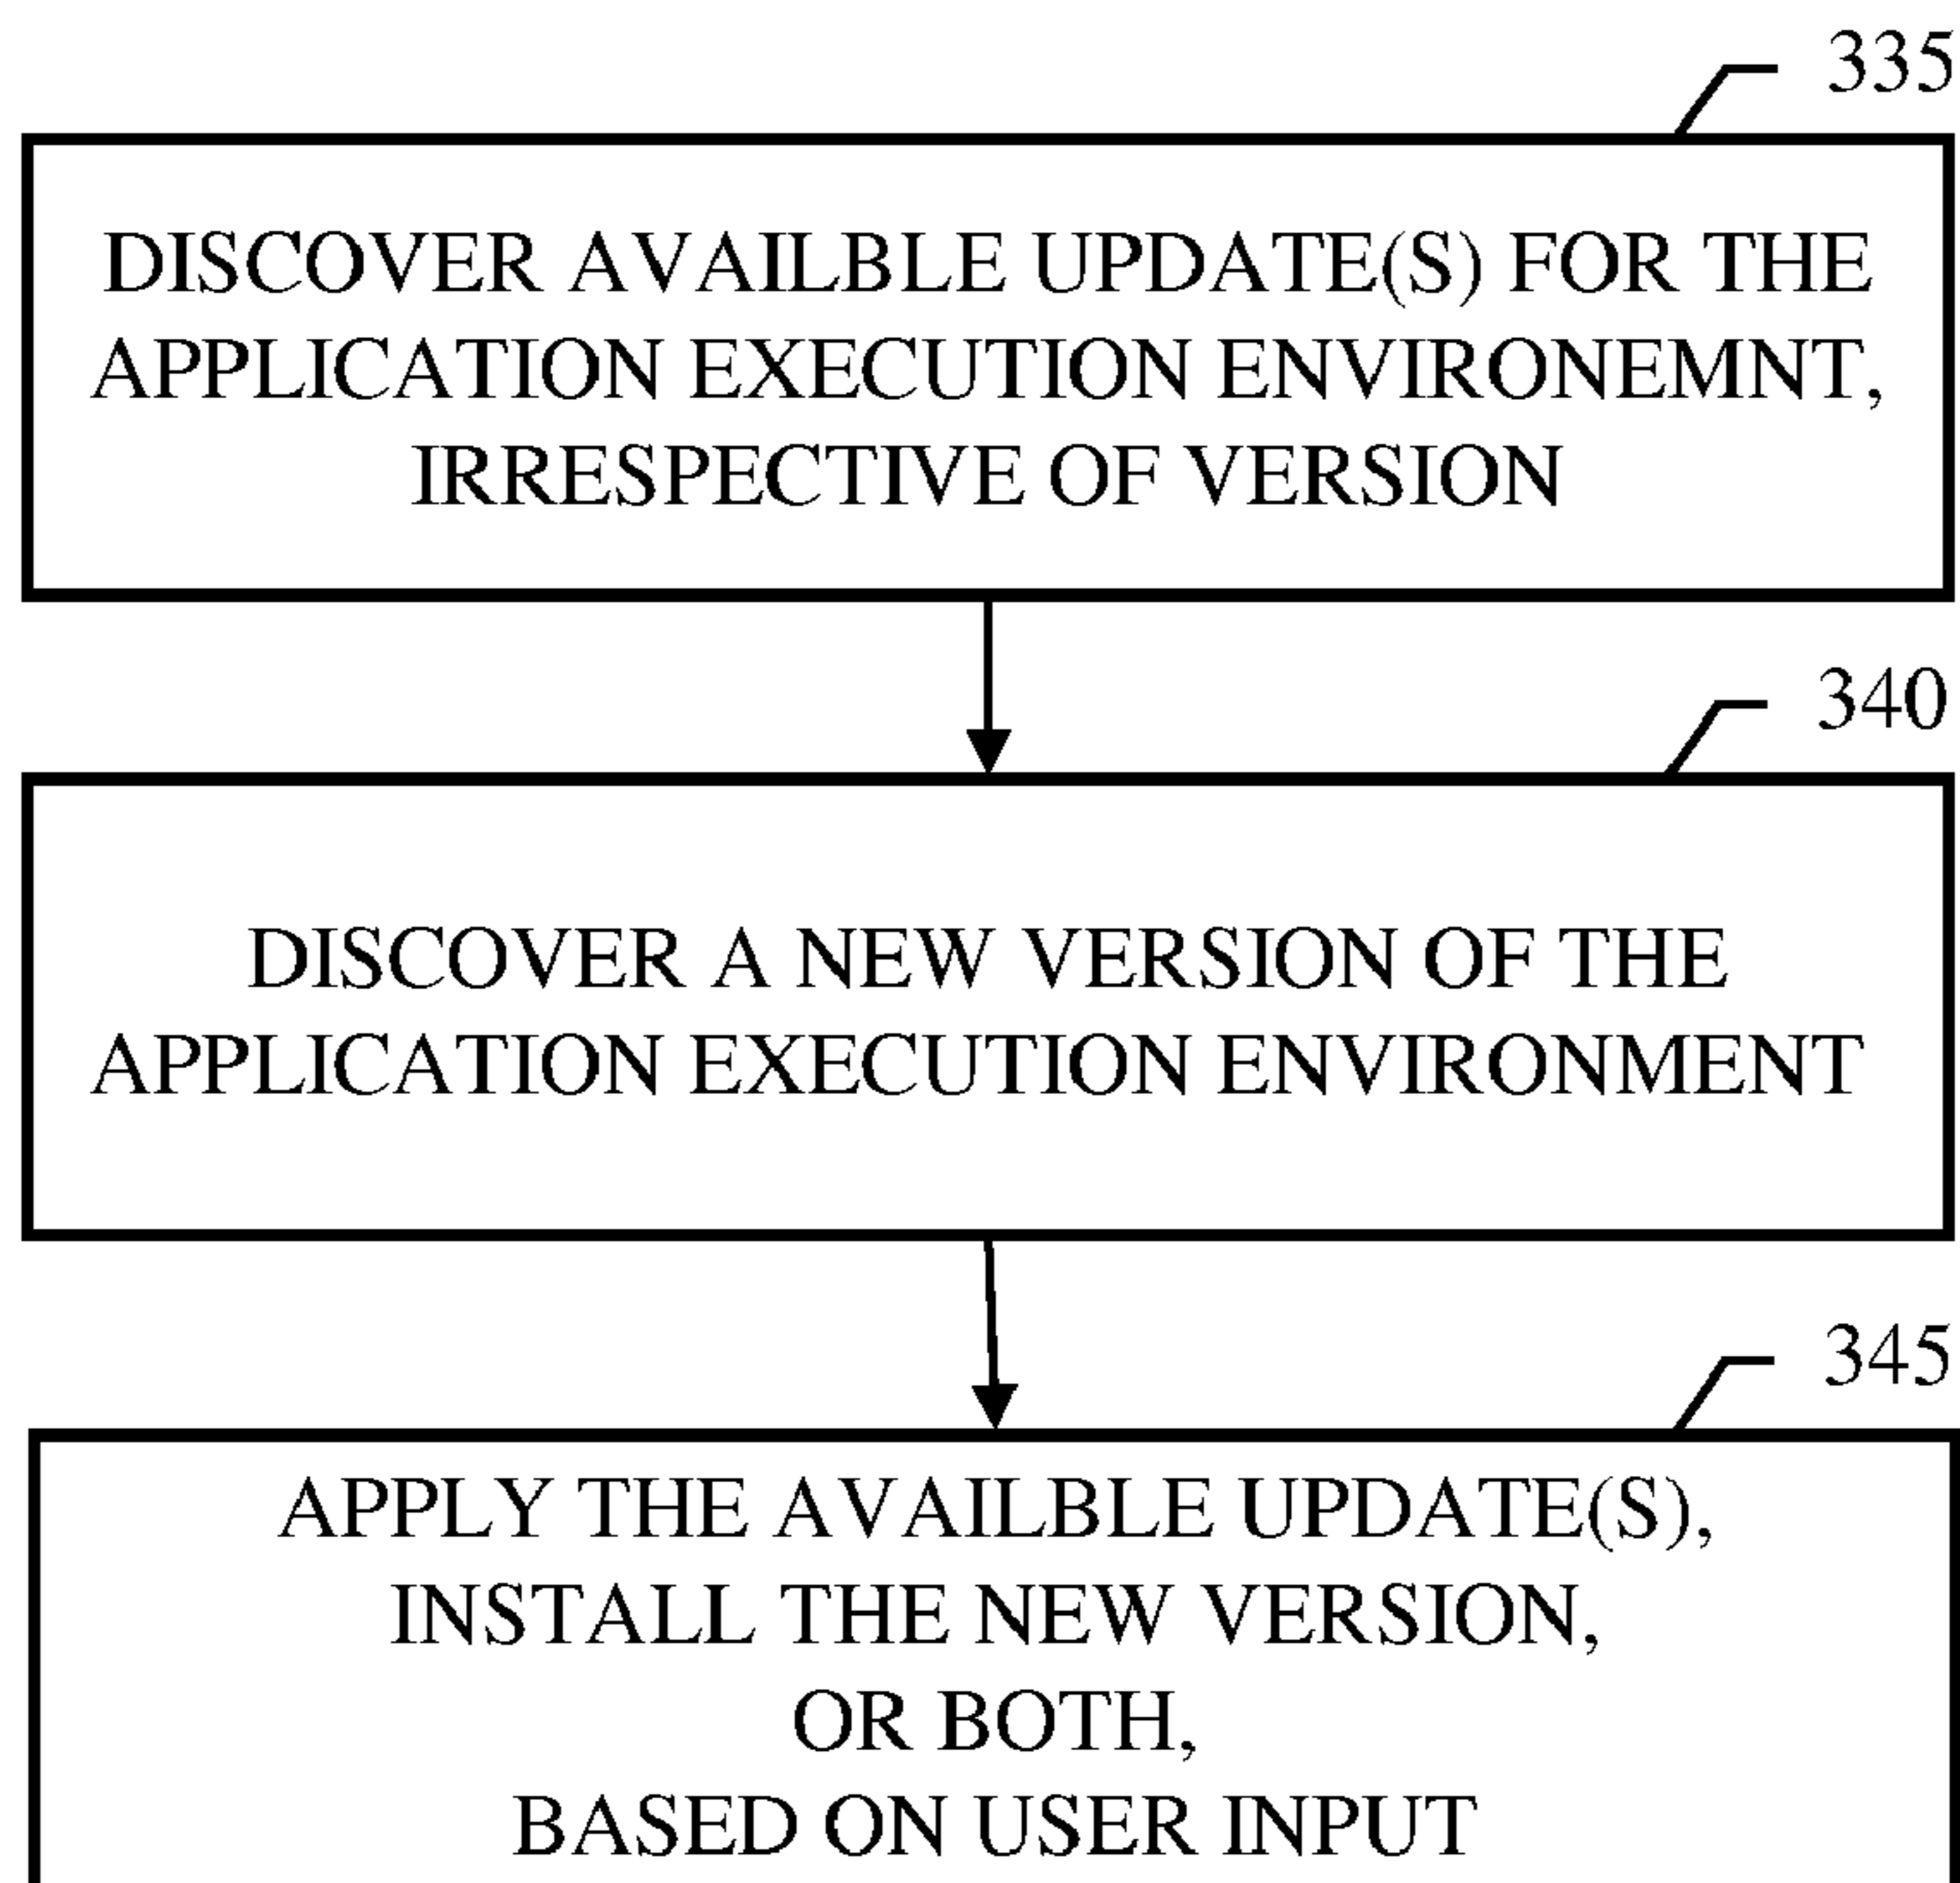 335
DISCOVER AVAILBLE UPDATE(S) FOR THE
APPLICATION EXECUTION ENVIRONEMNT,
IRRESPECTIVE OF VERSION
340
DISCOVER A NEW VERSION OF THE
APPLICATION EXECUTION ENVIRONMENT
345
APPLY THE AVAILBLE UPDATE(S),
INSTALL THE NEW VERSION,
OR BOTH,
BASED ON USER INPUT